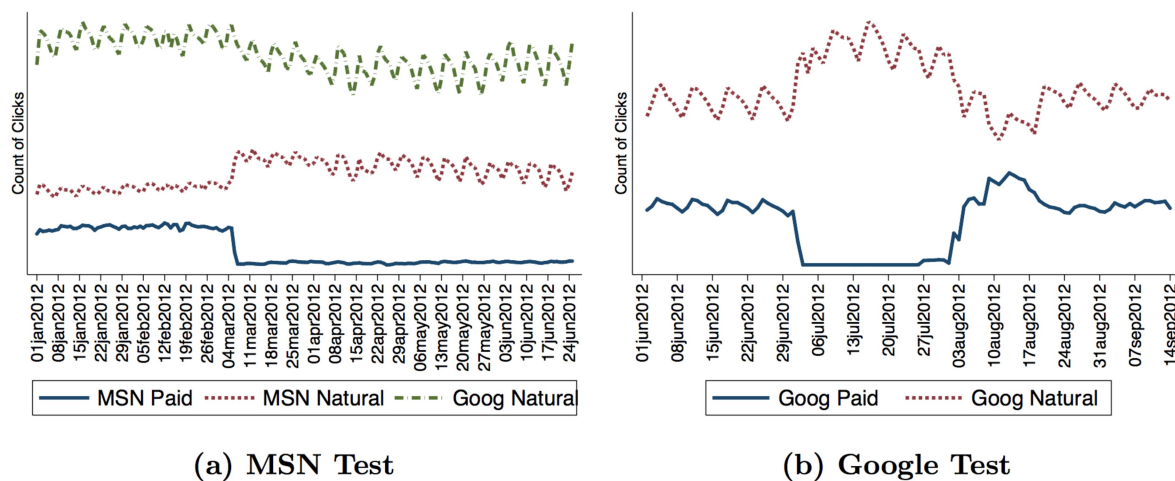 Count of Clicks
01jan2012
08jan2012
15jan2012
22jan2012
29jan2012
05feb2012
12feb2012
19feb2012
26feb2012
04mar2012
11mar2012
18mar2012
25mar2012
01apr2012
08apr2012
15apr2012
22apr2012
29apr2012
06may2012
13may2012
20may2012
27may2012
03jun2012
10jun2012
17jun2012
24jun2012
MSN Paid MSN Natural Goog Natural
(a) MSN Test
Count of Clicks
01jun2012
08jun2012
15jun2012
22jun2012
29jun2012
06jul2012
13jul2012
20jul2012
27jul2012
03aug2012
10aug2012
17aug2012
24aug2012
31aug2012
07sep2012
14sep2012
Goog Paid Goog Natural
(b) Google Test